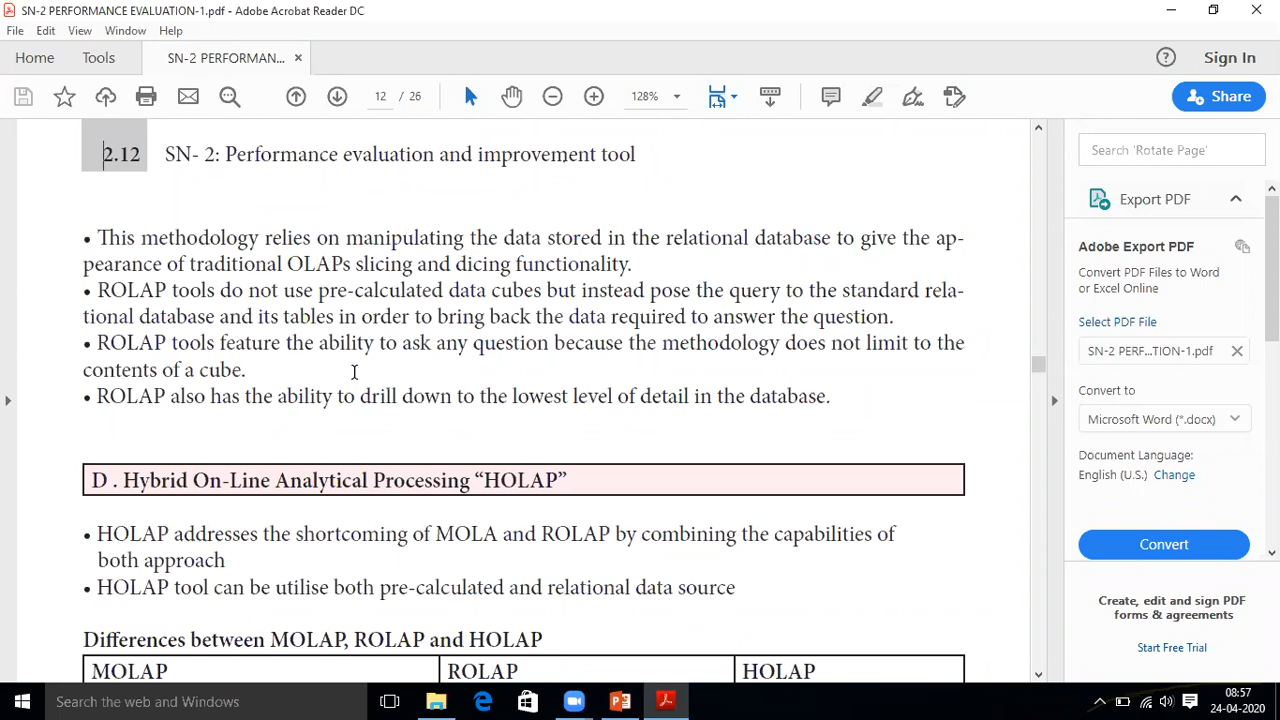 SN-2 PERFORMANCE EVALUATION-1.pdf - Adobe Acrobat Reader DC
File Edit View Window Help
Home Tools SN-2 PERFORMAN... × Sign In
12 / 26 128% Share
2.12 SN- 2: Performance evaluation and improvement tool
• This methodology relies on manipulating the data stored in the relational database to give the ap-
pearance of traditional OLAPs slicing and dicing functionality.
• ROLAP tools do not use pre-calculated data cubes but instead pose the query to the standard rela-
tional database and its tables in order to bring back the data required to answer the question.
• ROLAP tools feature the ability to ask any question because the methodology does not limit to the
contents of a cube.
• ROLAP also has the ability to drill down to the lowest level of detail in the database.
D . Hybrid On-Line Analytical Processing “HOLAP”
• HOLAP addresses the shortcoming of MOLA and ROLAP by combining the capabilities of
both approach
• HOLAP tool can be utilise both pre-calculated and relational data source
Differences between MOLAP, ROLAP and HOLAP
MOLAP ROLAP HOLAP
Search 'Rotate Page'
Export PDF
Adobe Export PDF
Convert PDF Files to Word
or Excel Online
Select PDF File
SN-2 PERF...TION-1.pdf
Convert to
Microsoft Word (*.docx)
Document Language:
English (U.S.) Change
Convert
Create, edit and sign PDF
forms & agreements
Start Free Trial
Search the web and Windows
08:57
24-04-2020